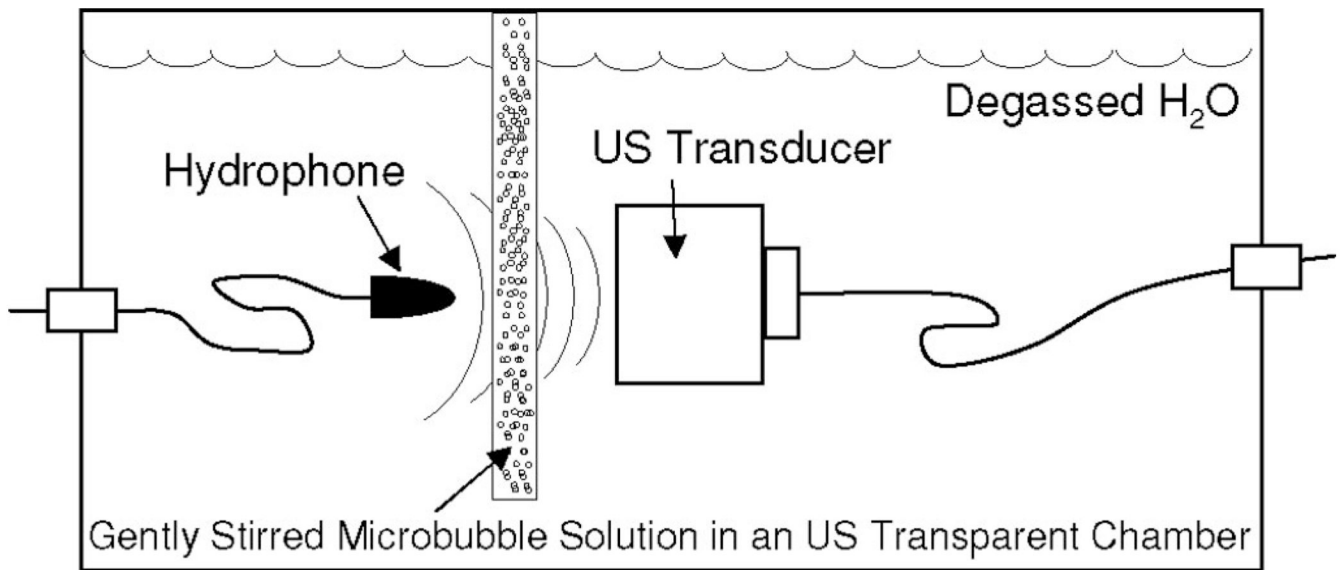 Degassed H₂O
US Transducer
Hydrophone
Gently Stirred Microbubble Solution in an US Transparent Chamber